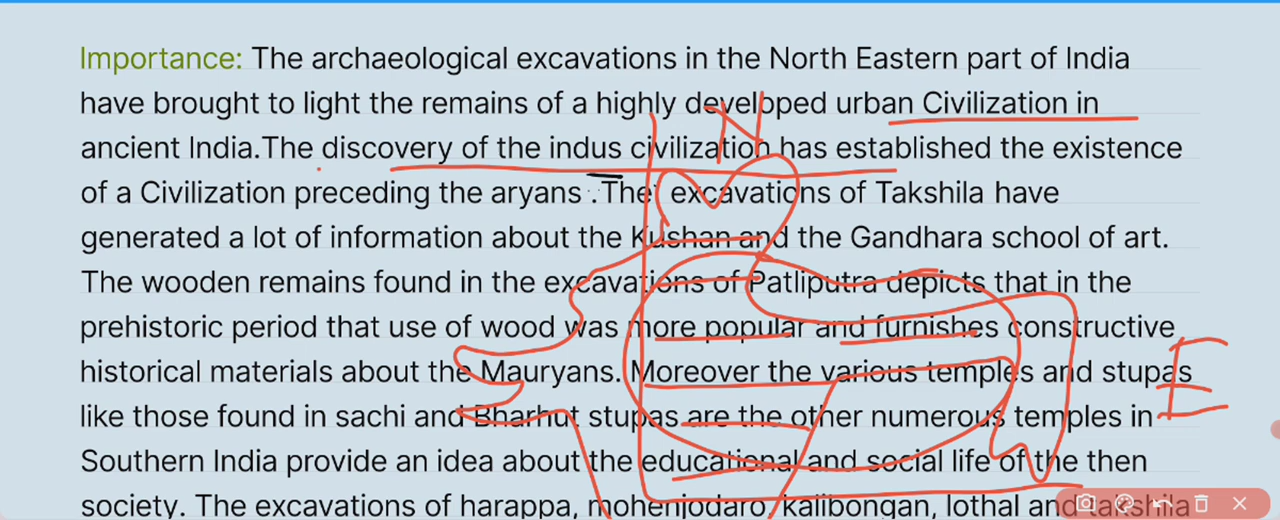 Importance: The archaeological excavations in the North Eastern part of India
have brought to light the remains of a highly developed urban Civilization in
ancient India.The discovery of the indus civilization has established the existence
of a Civilization preceding the aryans .The excavations of Takshila have
generated a lot of information about the Kushan and the Gandhara school of art.
The wooden remains found in the excavations of Patliputra depicts that in the
prehistoric period that use of wood was more popular and furnishes constructive
historical materials about the Mauryans. Moreover the various temples and stupas
like those found in sachi and Bharhut stupas are the other numerous temples in
Southern India provide an idea about the educational and social life of the then
society. The excavations of harappa, mohenjodaro, kalibongan, lothal and takshila
N
E